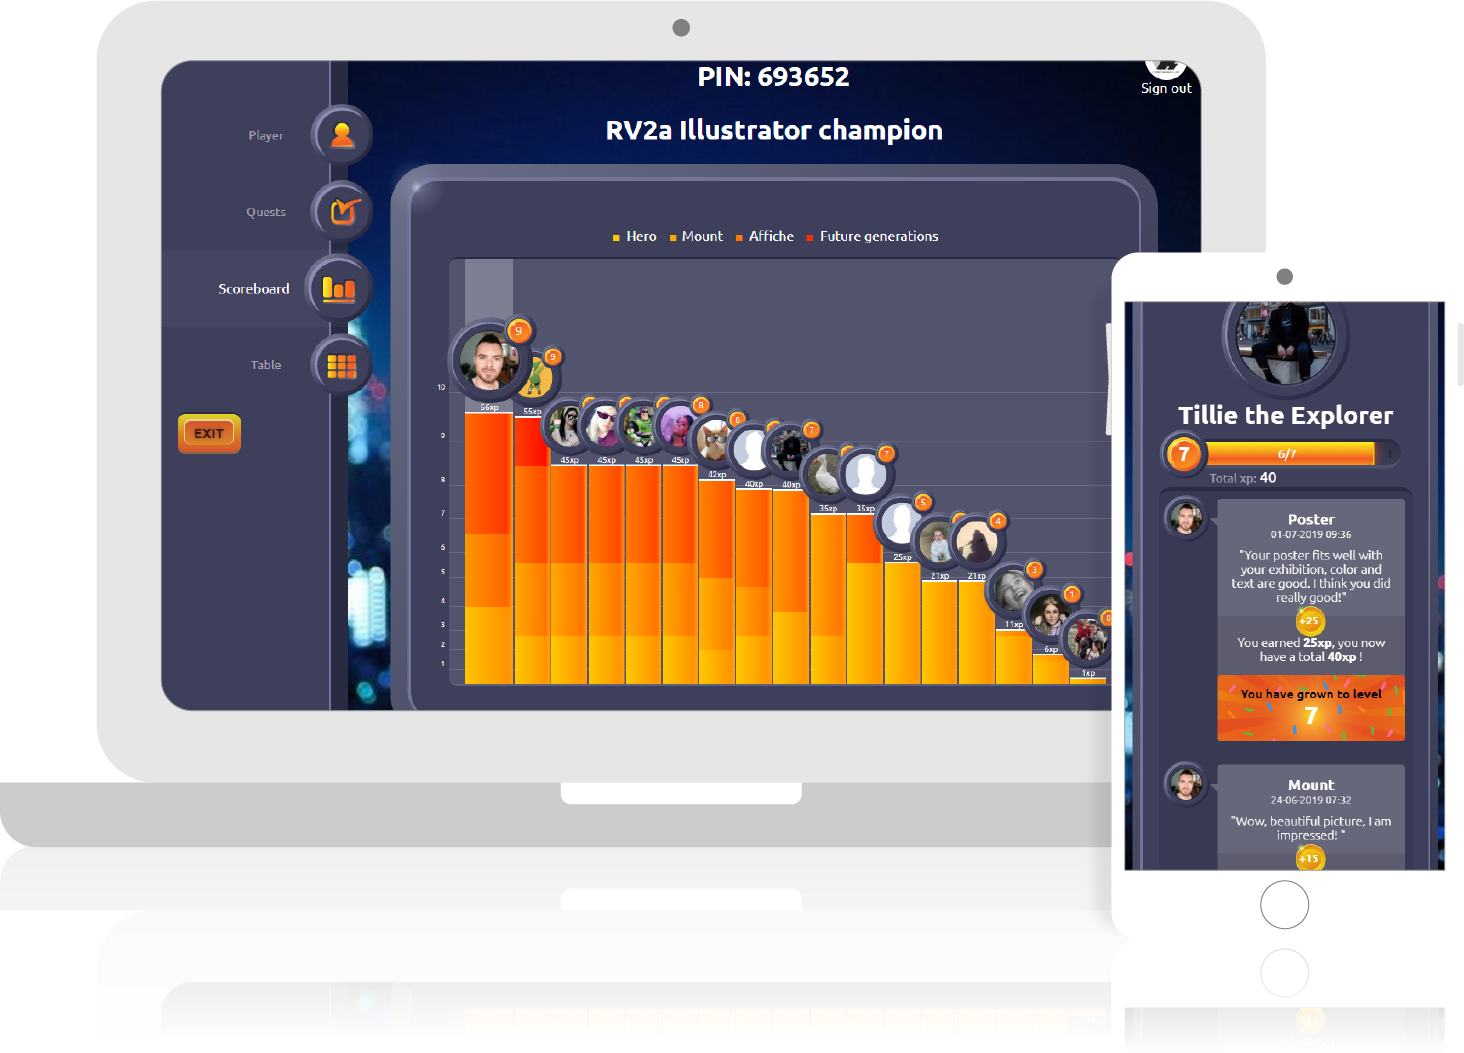 PIN: 693652
Sign out
RV2a Illustrator champion
Player
Quests
Scoreboard
Table
EXIT
Hero Mount Affiche Future generations
10
9
8
7
6
5
4
3
2
1
9
9
8
6
7
7
5
4
3
1
0
56xp
55xp
45xp
45xp
45xp
45xp
42xp
40xp
40xp
35xp
35xp
25xp
21xp
21xp
11xp
6xp
1xp
Tillie the Explorer
7
6/7
1
Total xp: 40
Poster
01-07-2019 09:36
"Your poster fits well with
your exhibition, color and
text are good. I think you did
really good!"
+25
You earned 25xp, you now
have a total 40xp !
You have grown to level
7
Mount
24-06-2019 07:32
"Wow, beautiful picture, I am
impressed! "
+15